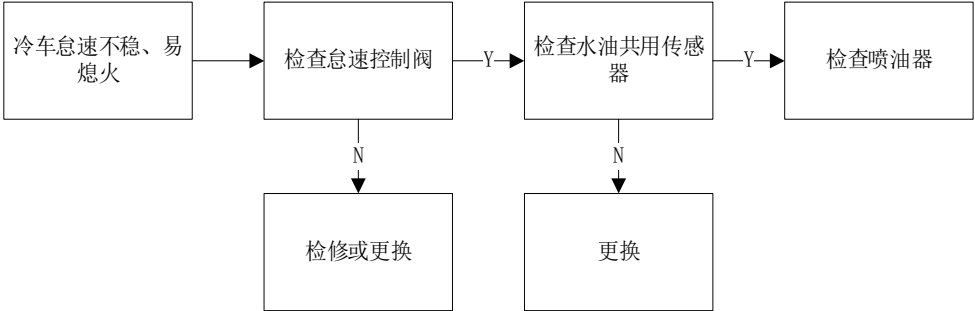 冷车怠速不稳、易
熄火
检查怠速控制阀
Y
检查水油共用传感
器
Y
检查喷油器
N
N
检修或更换
更换